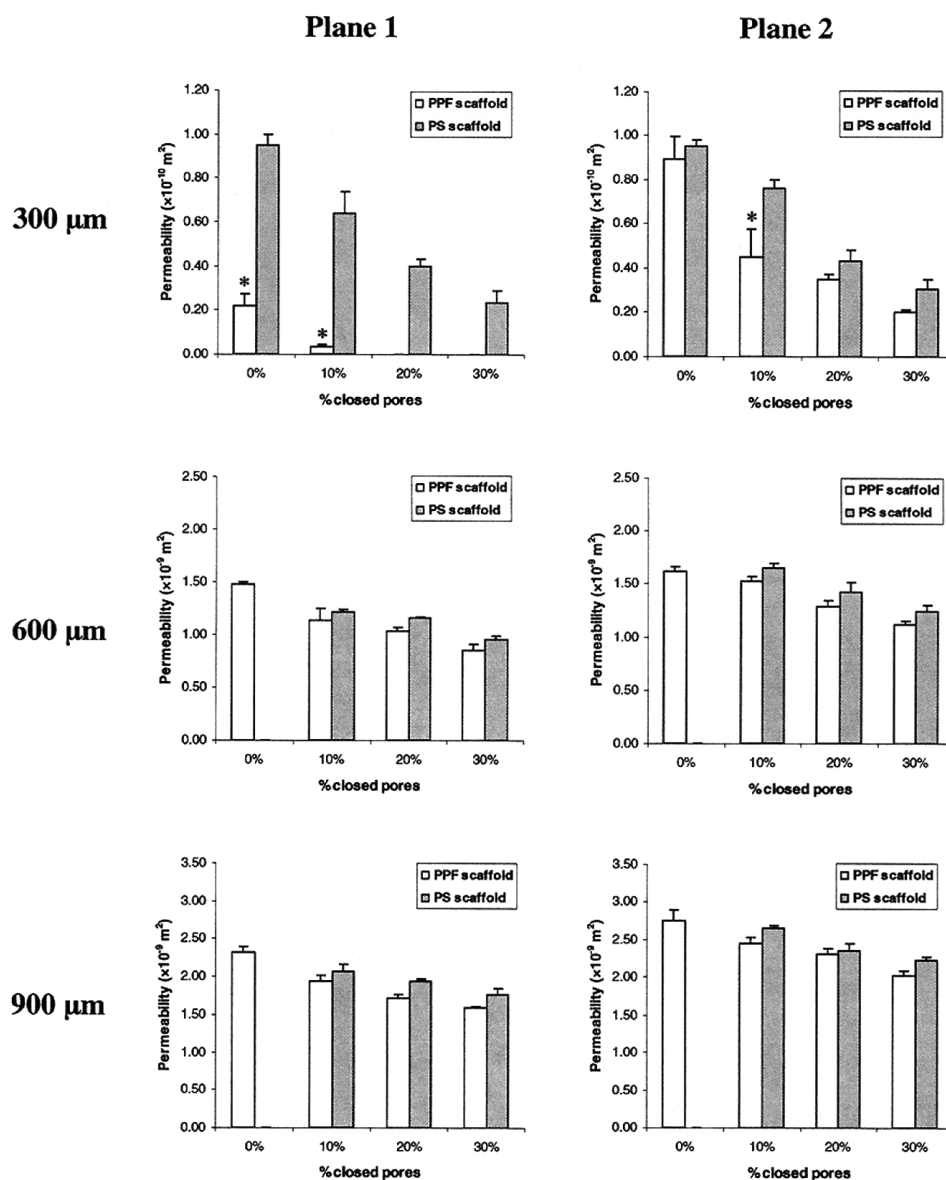 Plane 1
Plane 2
300 µm
Permeability (×10⁻¹⁰ m²)
1.20
1.00
0.80
0.60
0.40
0.20
0.00
PPF scaffold
PS scaffold
*
*
0% 10% 20% 30%
%closed pores
Permeability (×10⁻¹⁰ m²)
1.20
1.00
0.80
0.60
0.40
0.20
0.00
PPF scaffold
PS scaffold
*
0% 10% 20% 30%
%closed pores
600 µm
Permeability (×10⁻⁹ m²)
2.50
2.00
1.50
1.00
0.50
0.00
PPF scaffold
PS scaffold
0% 10% 20% 30%
%closed pores
Permeability (×10⁻⁹ m²)
2.50
2.00
1.50
1.00
0.50
0.00
PPF scaffold
PS scaffold
0% 10% 20% 30%
%closed pores
900 µm
Permeability (×10⁻⁹ m²)
3.50
3.00
2.50
2.00
1.50
1.00
0.50
0.00
PPF scaffold
PS scaffold
0% 10% 20% 30%
%closed pores
Permeability (×10⁻⁹ m²)
3.50
3.00
2.50
2.00
1.50
1.00
0.50
0.00
PPF scaffold
PS scaffold
0% 10% 20% 30%
%closed pores